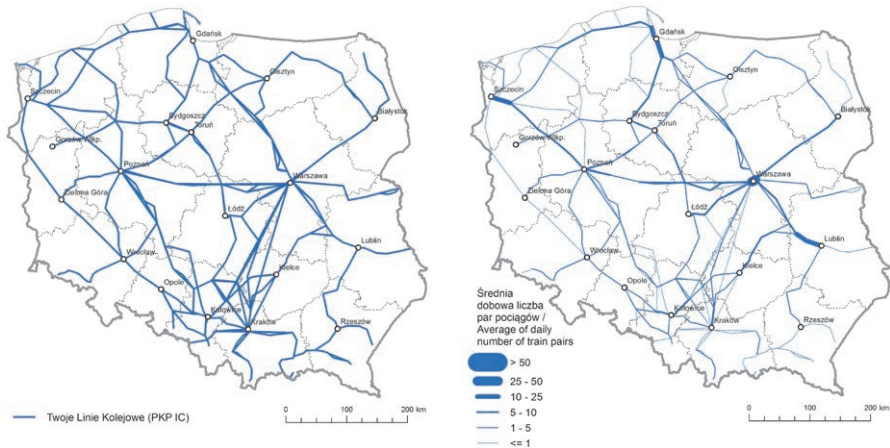 Gdańsk
Olsztyn
Szczecin
Białystok
Bydgoszcz
Toruń
Gorzów Wlkp.
Poznań
Warszawa
Zielona Góra
Łódź
Lublin
Wrocław
Kielce
Opole
Katowice
Kraków
Rzeszów
Twoje Linie Kolejowe (PKP IC)
0 100 200 km
Gdańsk
Olsztyn
Szczecin
Białystok
Bydgoszcz
Toruń
Gorzów Wlkp.
Poznań
Warszawa
Zielona Góra
Łódź
Lublin
Wrocław
Kielce
Opole
Katowice
Kraków
Rzeszów
Średnia
dobowa liczba
par pociągów /
Average of daily
number of train pairs
> 50
25 - 50
10 - 25
5 - 10
1 - 5
<= 1
0 100 200 km